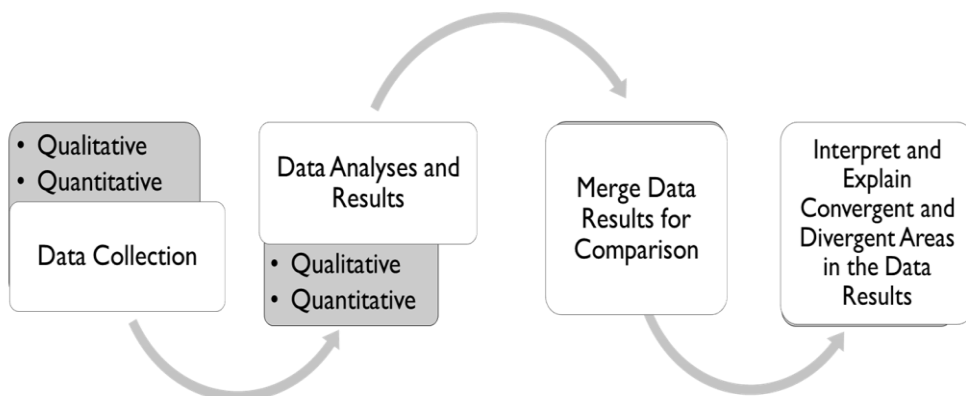 • Qualitative
• Quantitative
Data Collection
Data Analyses and
Results
• Qualitative
• Quantitative
Merge Data
Results for
Comparison
Interpret and
Explain
Convergent and
Divergent Areas
in the Data
Results